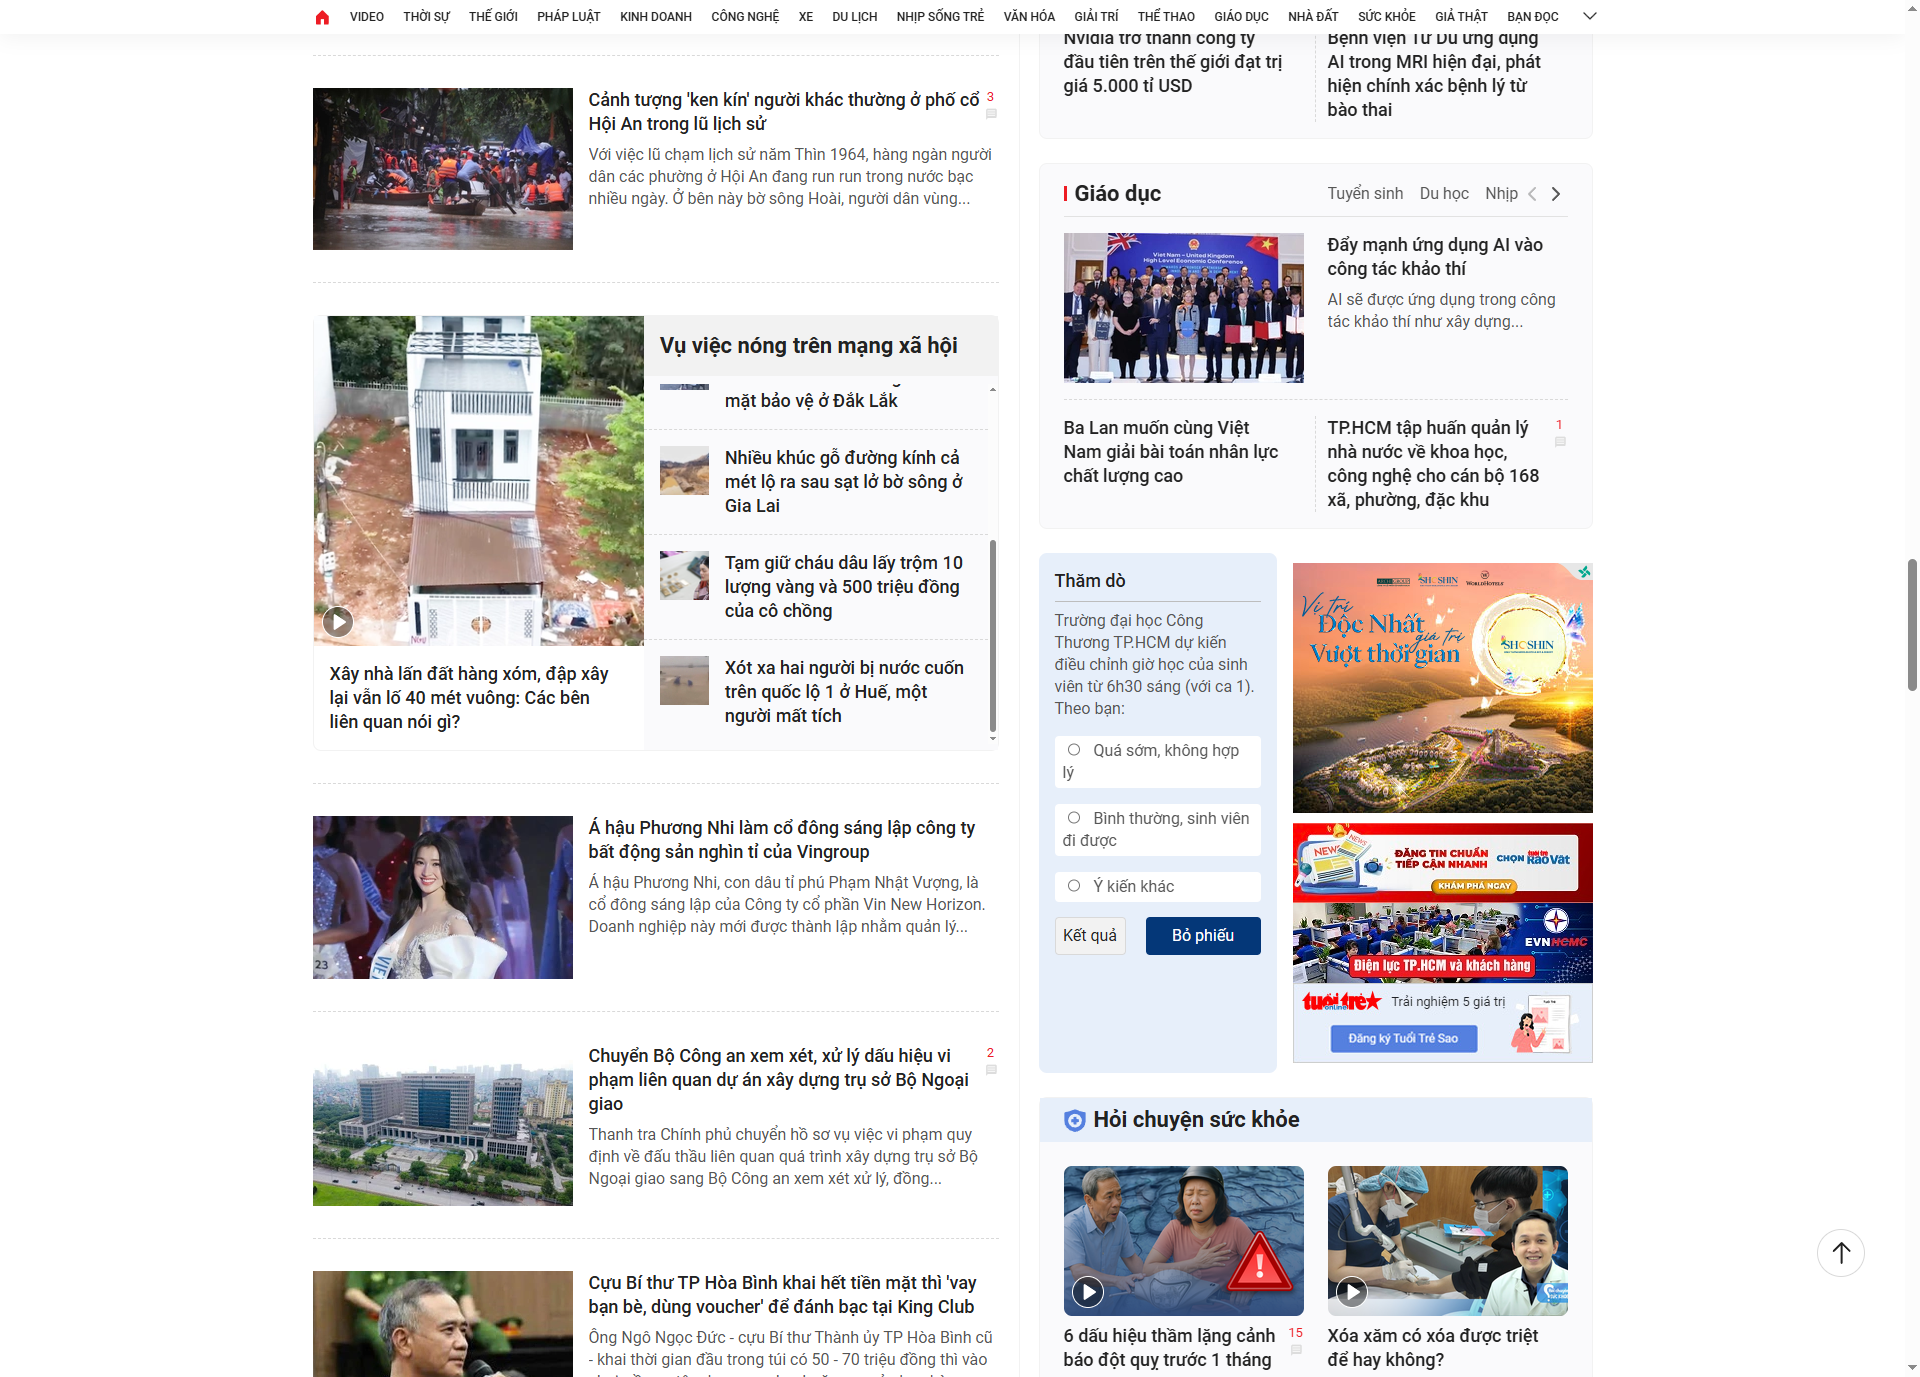 VIDEO THỜI SỰ THẾ GIỚI PHÁP LUẬT KINH DOANH CÔNG NGHỆ XE DU LỊCH NHỊP SỐNG TRẺ VĂN HÓA GIẢI TRÍ THỂ THAO GIÁO DỤC NHÀ ĐẤT SỨC KHỎE GIẢ THẬT BẠN ĐỌC
Cảnh tượng 'ken kín' người khác thường ở phố cổ
3
Hội An trong lũ lịch sử
Với việc lũ chạm lịch sử năm Thìn 1964, hàng ngàn người
dân các phường ở Hội An đang run run trong nước bạc
nhiều ngày. Ở bên này bờ sông Hoài, người dân vùng...
Xây nhà lấn đất hàng xóm, đập xây
lại vẫn lố 40 mét vuông: Các bên
liên quan nói gì?
Vụ việc nóng trên mạng xã hội
mặt bảo vệ ở Đắk Lắk
Nhiều khúc gỗ đường kính cả
mét lộ ra sau sạt lở bờ sông ở
Gia Lai
Tạm giữ cháu dâu lấy trộm 10
lượng vàng và 500 triệu đồng
của cô chồng
Xót xa hai người bị nước cuốn
trên quốc lộ 1 ở Huế, một
người mất tích
23
Á hậu Phương Nhi làm cổ đông sáng lập công ty
bất động sản nghìn tỉ của Vingroup
Á hậu Phương Nhi, con dâu tỉ phú Phạm Nhật Vượng, là
cổ đông sáng lập của Công ty cổ phần Vin New Horizon.
Doanh nghiệp này mới được thành lập nhằm quản lý...
Chuyển Bộ Công an xem xét, xử lý dấu hiệu vi
2
phạm liên quan dự án xây dựng trụ sở Bộ Ngoại
giao
Thanh tra Chính phủ chuyển hồ sơ vụ việc vi phạm quy
định về đấu thầu liên quan quá trình xây dựng trụ sở Bộ
Ngoại giao sang Bộ Công an xem xét xử lý, đồng...
Cựu Bí thư TP Hòa Bình khai hết tiền mặt thì 'vay
bạn bè, dùng voucher' để đánh bạc tại King Club
Ông Ngô Ngọc Đức - cựu Bí thư Thành ủy TP Hòa Bình cũ
- khai thời gian đầu trong túi có 50 - 70 triệu đồng thì vào
Nvidia trở thành công ty
đầu tiên trên thế giới đạt trị
giá 5.000 tỉ USD
Bệnh viện Từ Dũ ứng dụng
AI trong MRI hiện đại, phát
hiện chính xác bệnh lý từ
bào thai
Giáo dục
Tuyển sinh Du học Nhịp
Viet Nam – United Kingdom
High Level Economic Conference
Đẩy mạnh ứng dụng AI vào
công tác khảo thí
AI sẽ được ứng dụng trong công
tác khảo thí như xây dựng...
Ba Lan muốn cùng Việt
Nam giải bài toán nhân lực
chất lượng cao
TP.HCM tập huấn quản lý
1
nhà nước về khoa học,
công nghệ cho cán bộ 168
xã, phường, đặc khu
Thăm dò
Trường đại học Công
Thương TP.HCM dự kiến
điều chỉnh giờ học của sinh
viên từ 6h30 sáng (với ca 1).
Theo bạn:
Quá sớm, không hợp
lý
Bình thường, sinh viên
đi được
Ý kiến khác
Kết quả
Bỏ phiếu
SHOSHIN WORLDHOTELS
Vị trí
Độc Nhất
giá trị
Vượt thời gian
SHOSHIN
NEWS
ĐĂNG TIN CHUẨN
TIẾP CẬN NHANH
CHỌN tuổi trẻ Rao Vặt
KHÁM PHÁ NGAY
EVNHCMC
Điện lực TP.HCM và khách hàng
tuổi trẻ online
Trải nghiệm 5 giá trị
Đăng ký Tuổi Trẻ Sao
Hỏi chuyện sức khỏe
6 dấu hiệu thầm lặng cảnh
15
báo đột quỵ trước 1 tháng
Xóa xăm có xóa được triệt
để hay không?